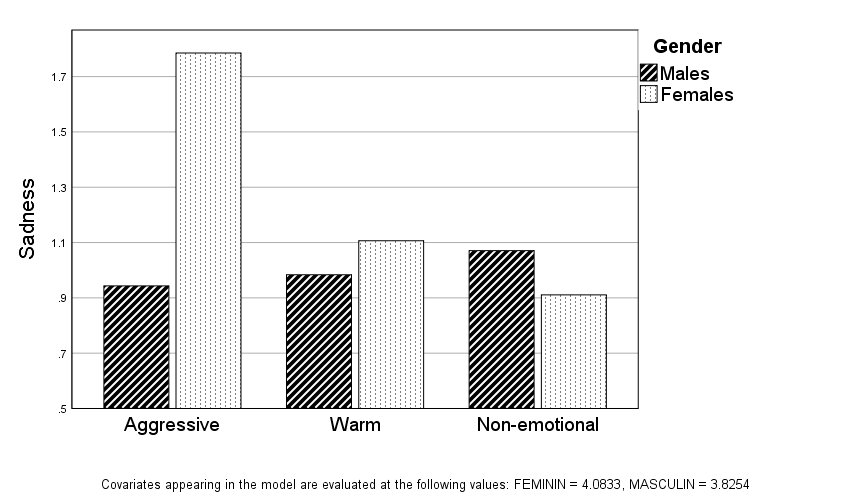 Gender
Males
Females
Sadness
1.7
1.5
1.3
1.1
.9
.7
.5
Aggressive Warm Non-emotional
Covariates appearing in the model are evaluated at the following values: FEMININ = 4.0833, MASCULIN = 3.8254